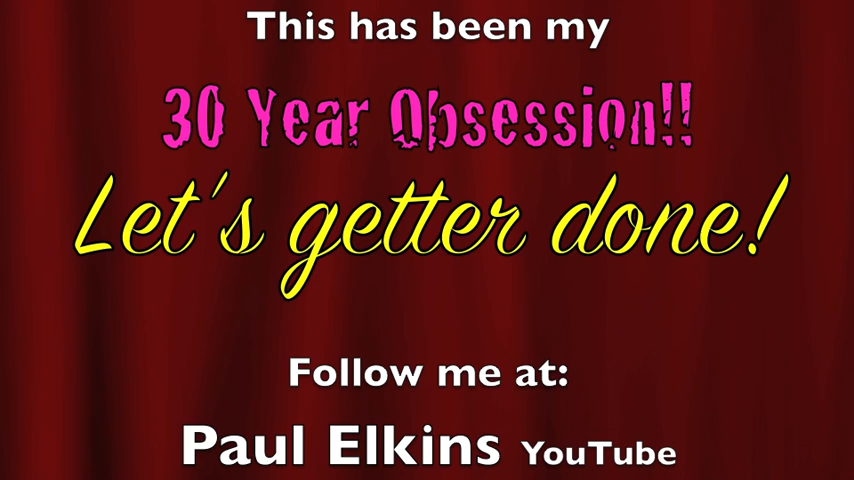 This has been my
30 Year Obsession!!
Let's getter done!
Follow me at:
Paul Elkins YouTube